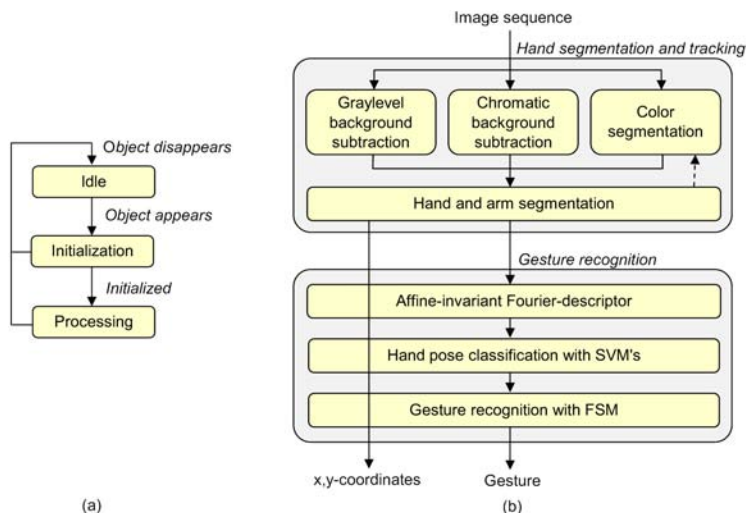 Object disappears
Idle
Object appears
Initialization
Initialized
Processing
(a)
Image sequence
Hand segmentation and tracking
Graylevel
background
subtraction
Chromatic
background
subtraction
Color
segmentation
Hand and arm segmentation
Gesture recognition
Affine-invariant Fourier-descriptor
Hand pose classification with SVM's
Gesture recognition with FSM
x,y-coordinates
Gesture
(b)